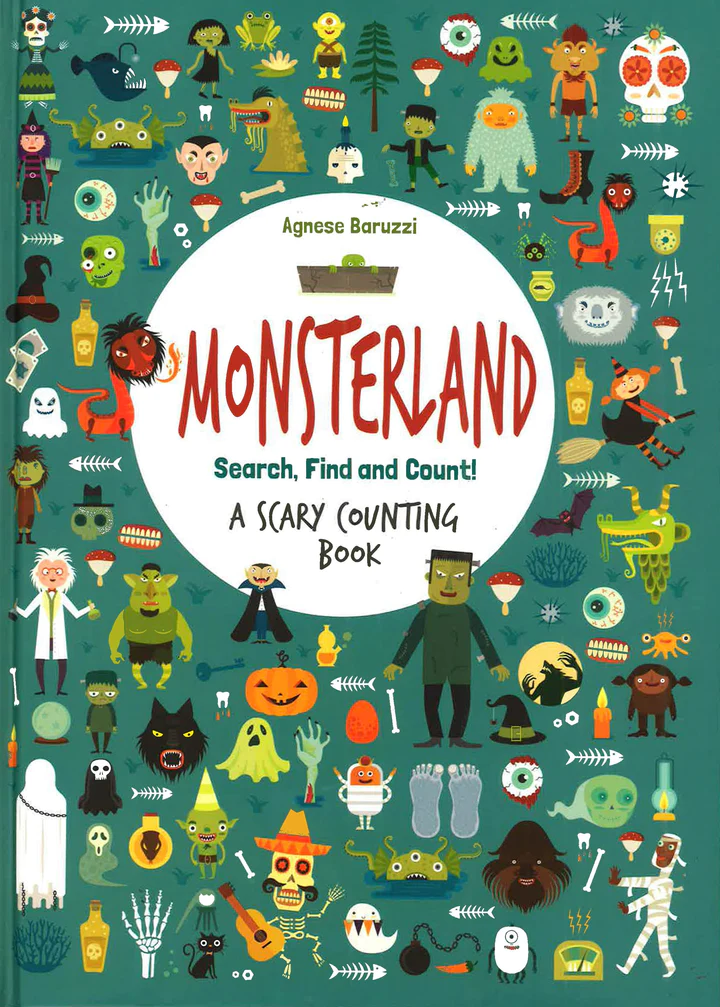 Agnese Baruzzi
MONSTERLAND
Search, Find and Count!
A SCARY COUNTING
BOOK